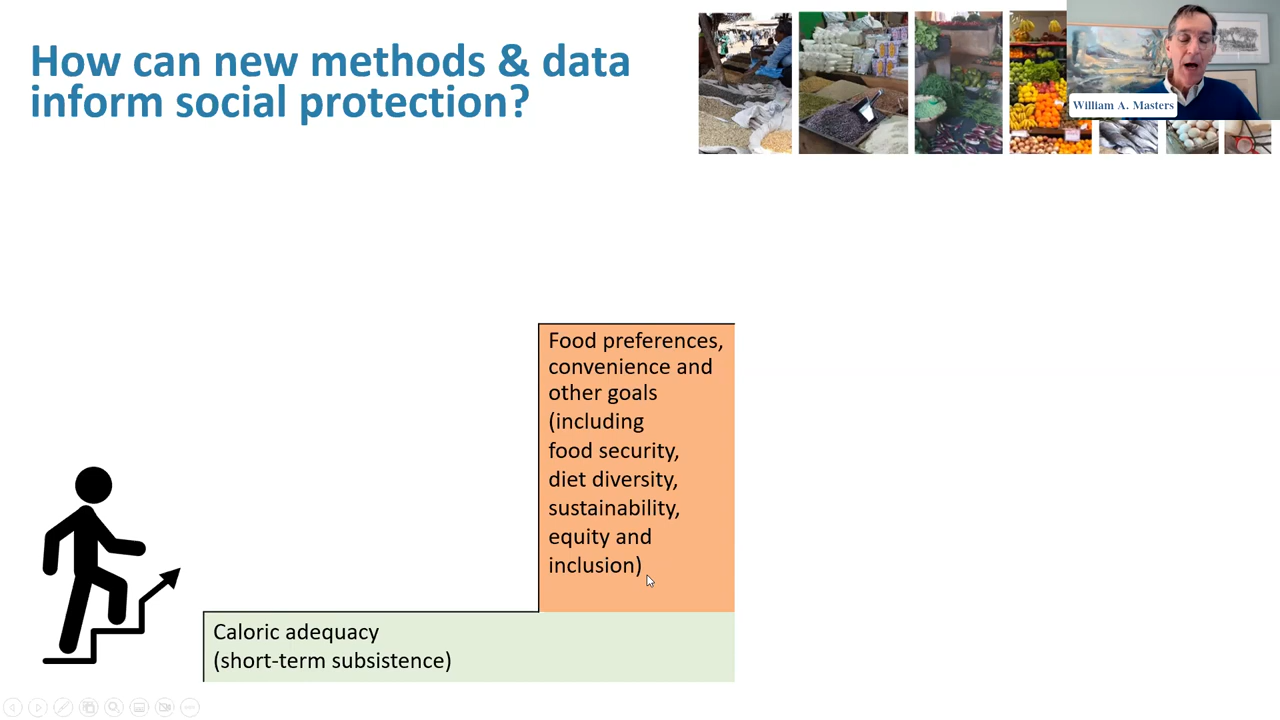 How can new methods & data
inform social protection?
William A. Masters
Food preferences,
convenience and
other goals
(including
food security,
diet diversity,
sustainability,
equity and
inclusion)
Caloric adequacy
(short-term subsistence)